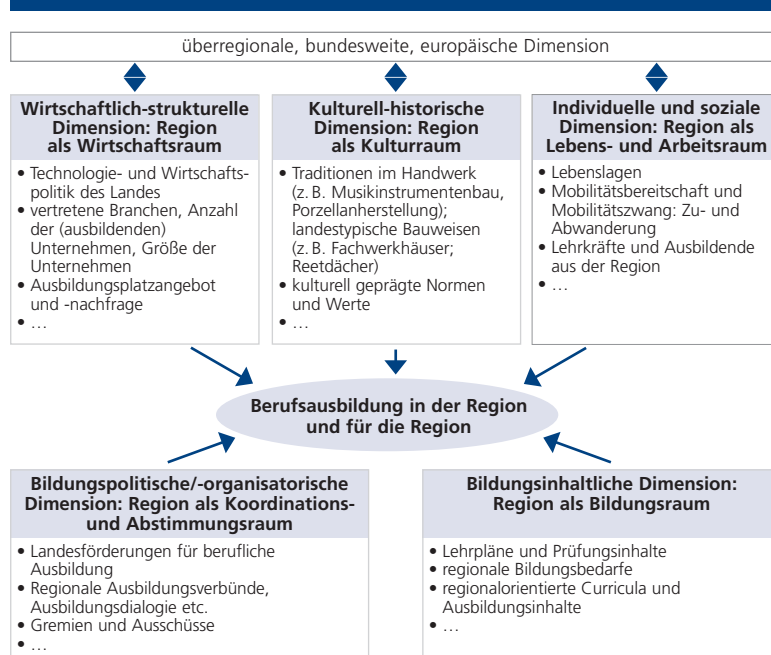 überregionale, bundesweite, europäische Dimension
Wirtschaftlich-strukturelle
Dimension: Region
als Wirtschaftsraum
• Technologie- und Wirtschafts-
politik des Landes
• vertretene Branchen, Anzahl
der (ausbildenden)
Unternehmen, Größe der
Unternehmen
• Ausbildungsplatzangebot
und -nachfrage
• …
Kulturell-historische
Dimension: Region
als Kulturraum
• Traditionen im Handwerk
(z. B. Musikinstrumentenbau,
Porzellanherstellung);
landestypische Bauweisen
(z. B. Fachwerkhäuser;
Reetdächer)
• kulturell geprägte Normen
und Werte
• …
Individuelle und soziale
Dimension: Region als
Lebens- und Arbeitsraum
• Lebenslagen
• Mobilitätsbereitschaft und
Mobilitätszwang: Zu- und
Abwanderung
• Lehrkräfte und Ausbildende
aus der Region
• …
Berufsausbildung in der Region
und für die Region
Bildungspolitische/-organisatorische
Dimension: Region als Koordinations-
und Abstimmungsraum
• Landesförderungen für berufliche
Ausbildung
• Regionale Ausbildungsverbünde,
Ausbildungsdialogie etc.
• Gremien und Ausschüsse
• …
Bildungsinhaltliche Dimension:
Region als Bildungsraum
• Lehrpläne und Prüfungsinhalte
• regionale Bildungsbedarfe
• regionalorientierte Curricula und
Ausbildungsinhalte
• …